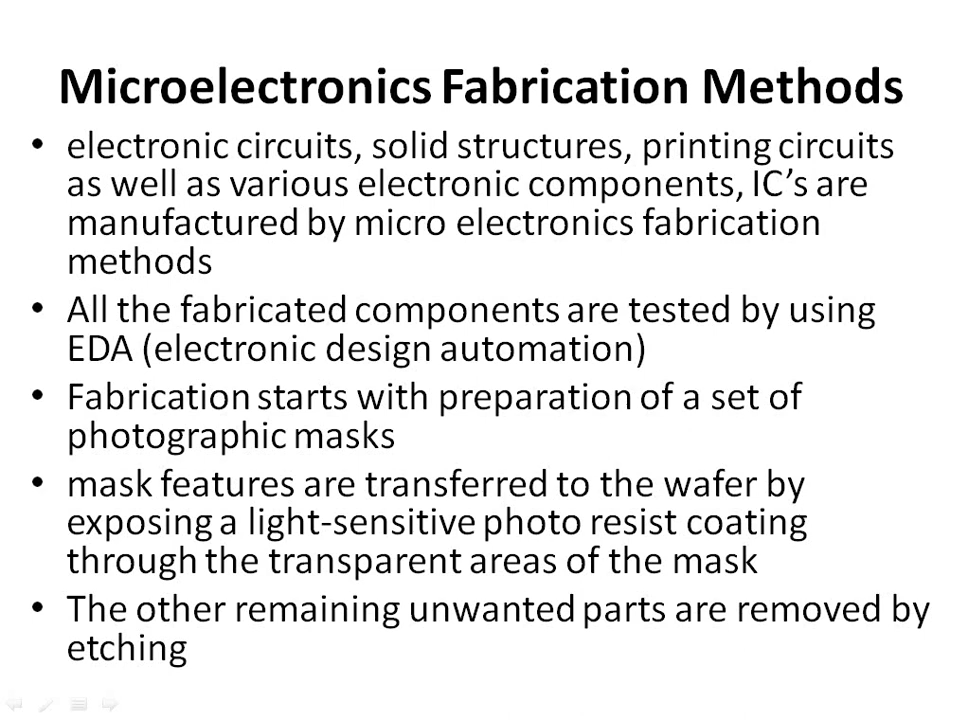 Microelectronics Fabrication Methods
• electronic circuits, solid structures, printing circuits
as well as various electronic components, IC’s are
manufactured by micro electronics fabrication
methods
• All the fabricated components are tested by using
EDA (electronic design automation)
• Fabrication starts with preparation of a set of
photographic masks
• mask features are transferred to the wafer by
exposing a light-sensitive photo resist coating
through the transparent areas of the mask
• The other remaining unwanted parts are removed by
etching